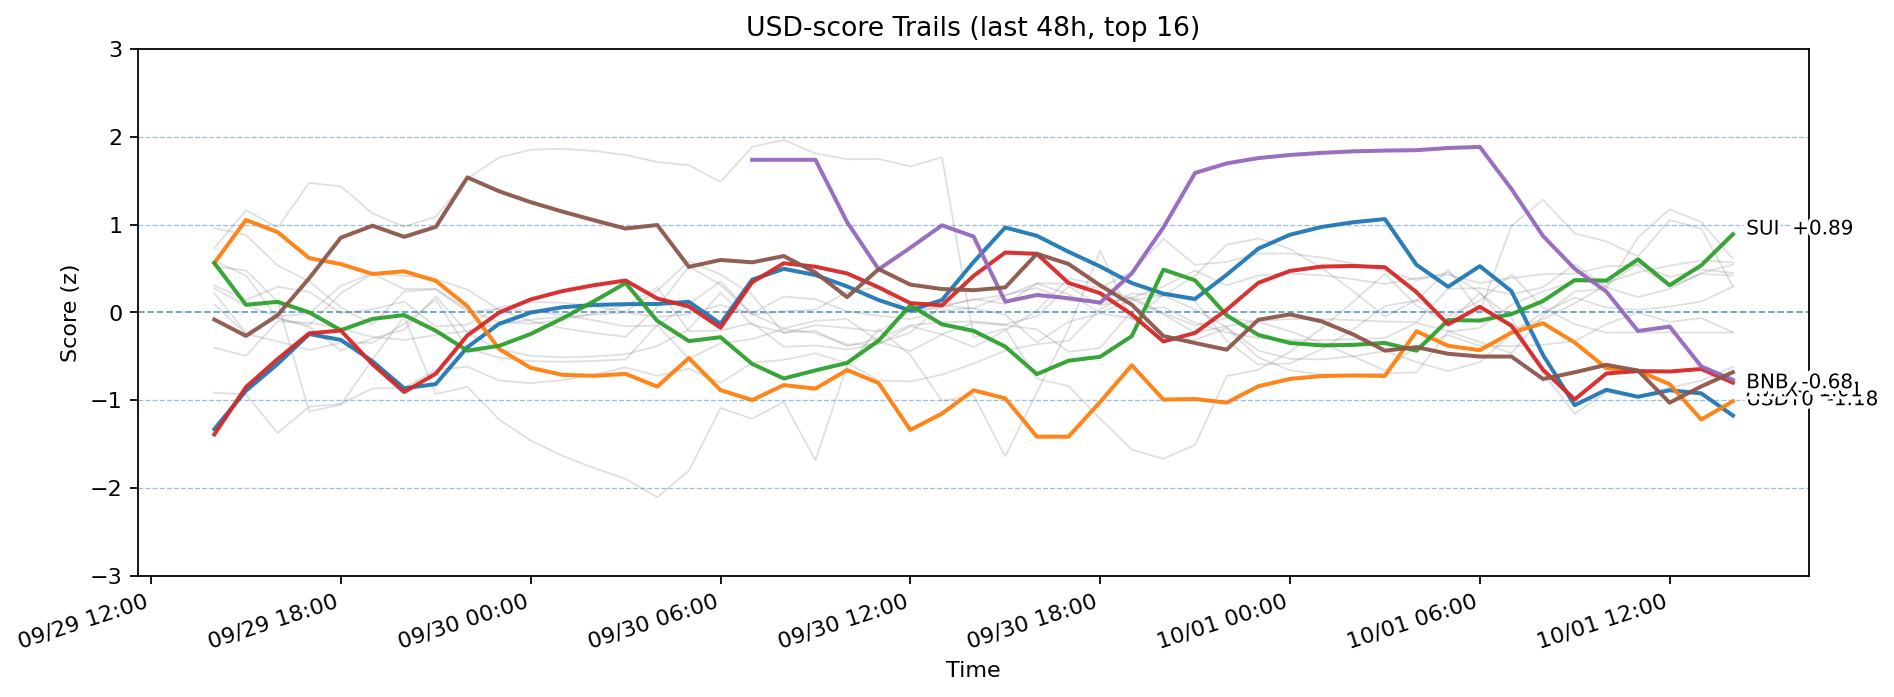 USD-score Trails (last 48h, top 16)
Score (z)
3
2
1
0
−1
−2
−3
SUI +0.89
BNB -0.68
USDT0 -1.18
09/29 12:00
09/29 18:00
09/30 00:00
09/30 06:00
09/30 12:00
09/30 18:00
10/01 00:00
10/01 06:00
10/01 12:00
Time